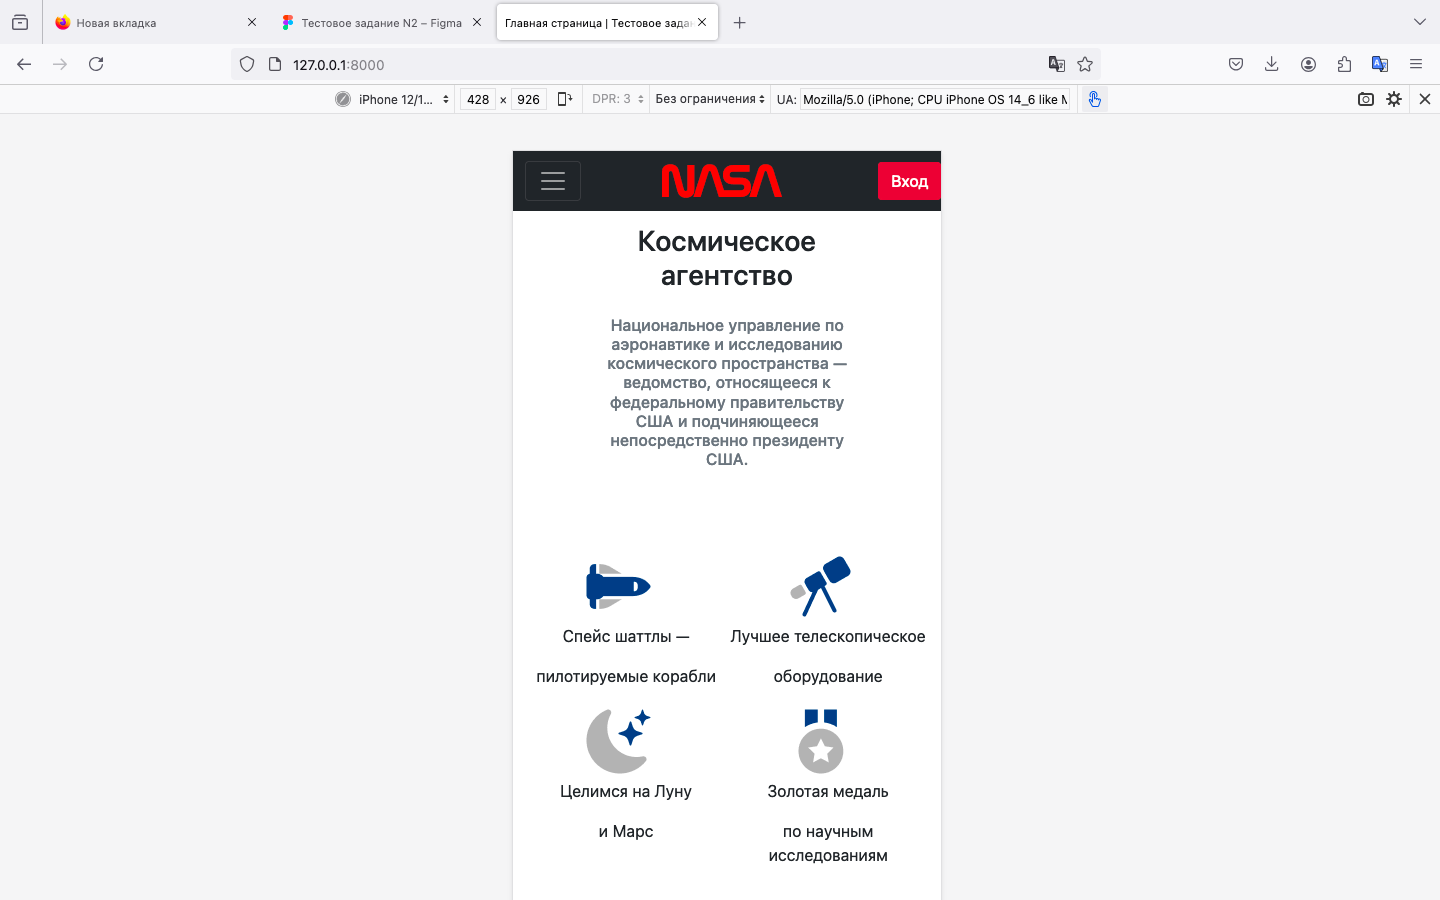 Новая вкладка
Тестовое задание N2 – Figma
Главная страница | Тестовое зада
127.0.0.1:8000
iPhone 12/1... 428 × 926 DPR: 3 Без ограничения UA: Mozilla/5.0 (iPhone; CPU iPhone OS 14_6 like M
NASA
Вход
Космическое
агентство
Национальное управление по
аэронавтике и исследованию
космического пространства —
ведомство, относящееся к
федеральному правительству
США и подчиняющееся
непосредственно президенту
США.
Спейс шаттлы —
пилотируемые корабли
Лучшее телескопическое
оборудование
Целимся на Луну
и Марс
Золотая медаль
по научным
исследованиям